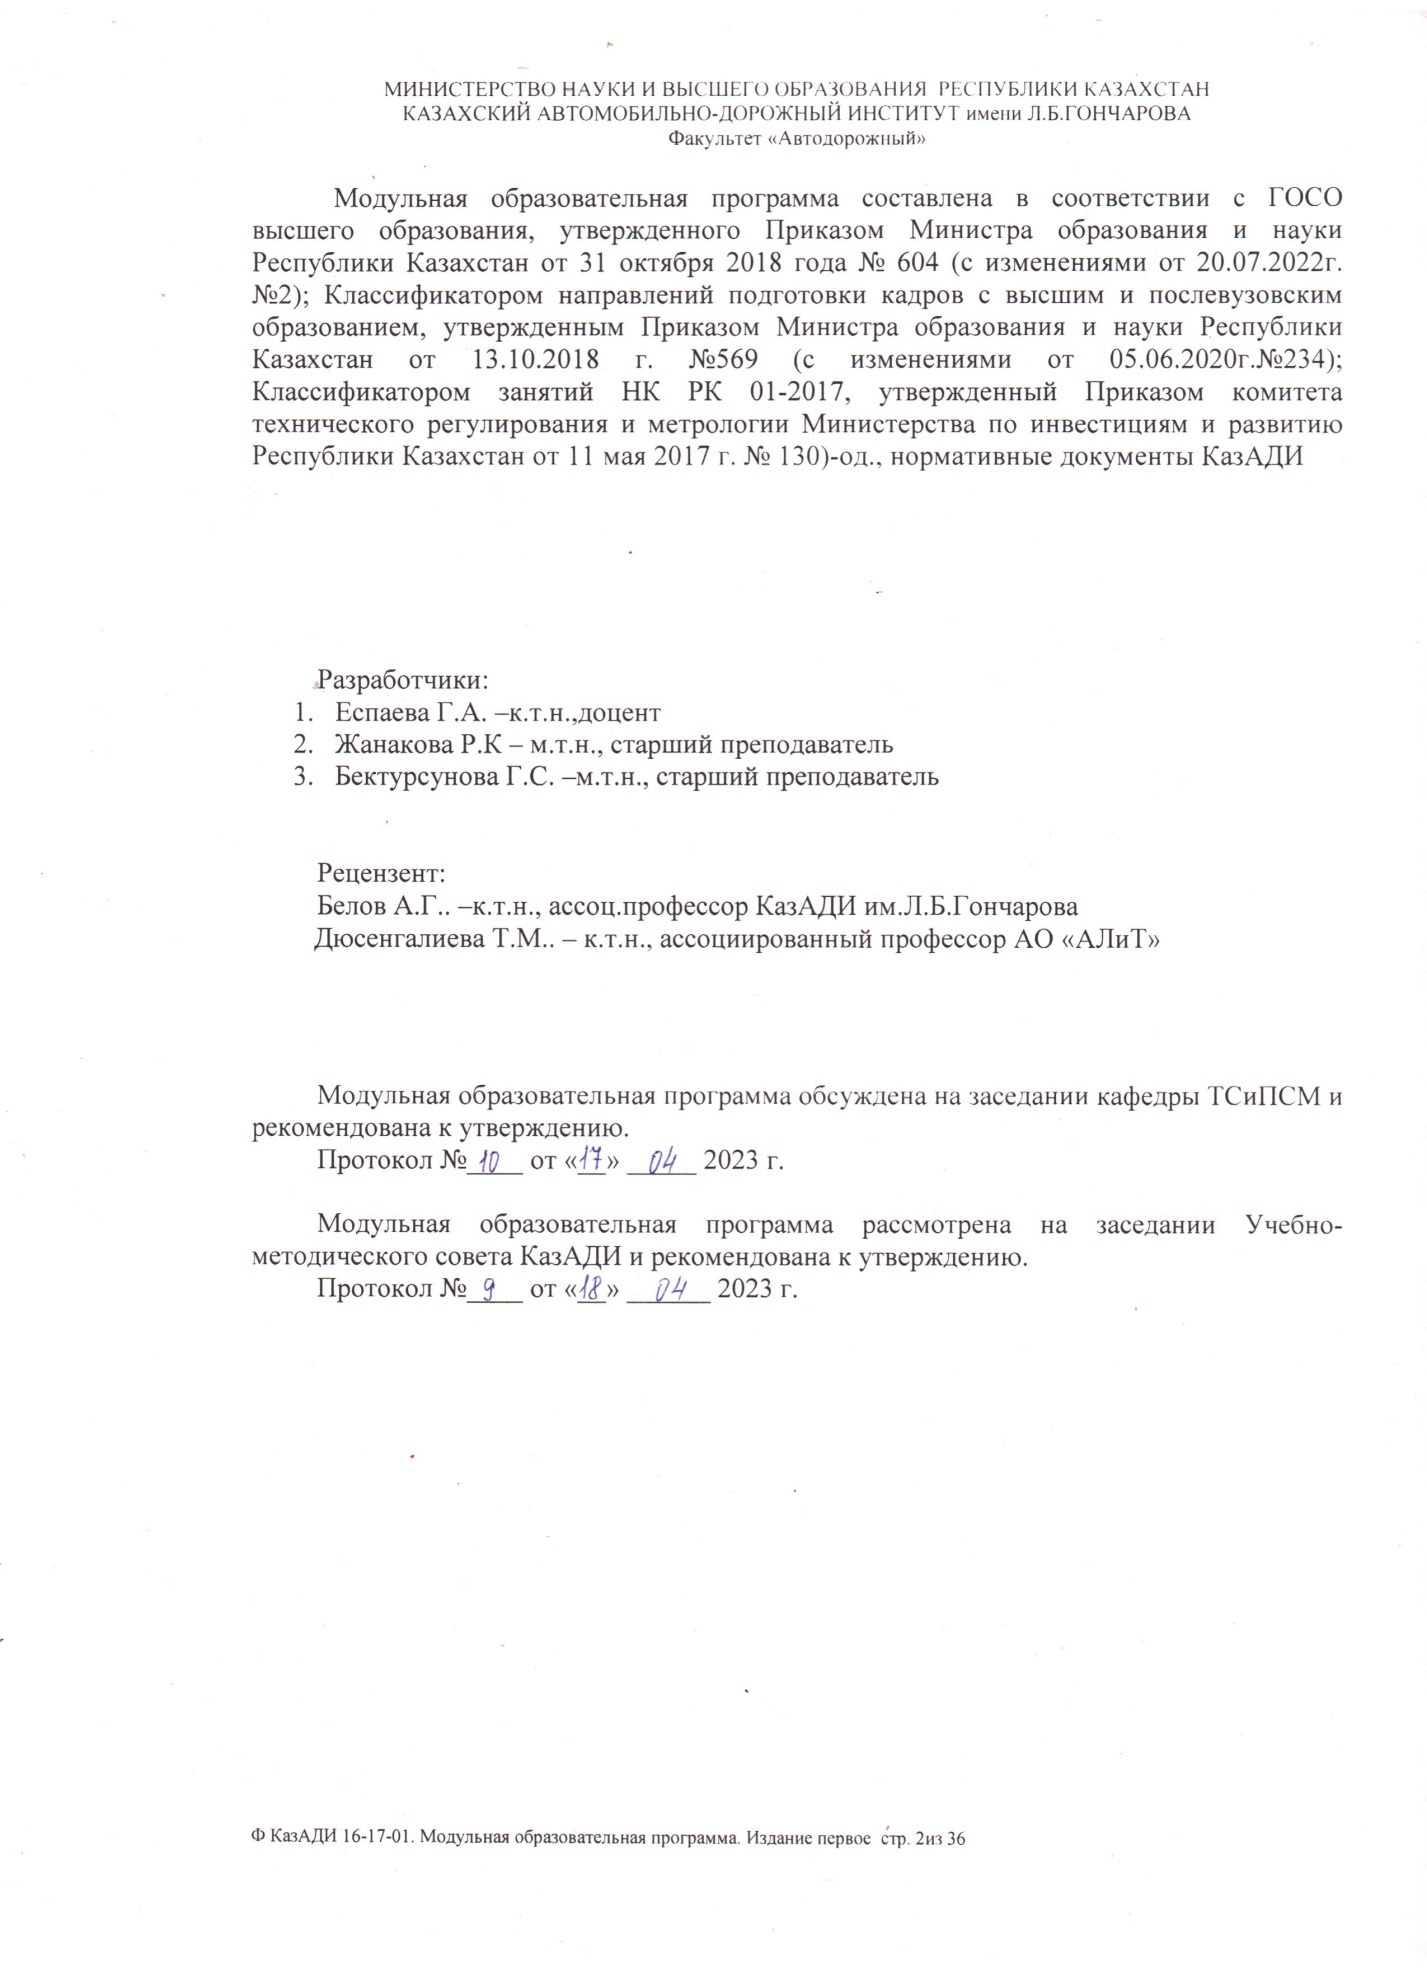 МИНИСТЕРСТВО НАУКИ И ВЫСШЕГО ОБРАЗОВАНИЯ РЕСПУБЛИКИ КАЗАХСТАН
КАЗАХСКИЙ АВТОМОБИЛЬНО-ДОРОЖНЫЙ ИНСТИТУТ имени Л.Б.ГОНЧАРОВА
Факультет «Автодорожный»
Модульная образовательная программа составлена в соответствии с ГОСО
высшего образования, утвержденного Приказом Министра образования и науки
Республики Казахстан от 31 октября 2018 года № 604 (с изменениями от 20.07.2022г.
№2); Классификатором направлений подготовки кадров с высшим и послевузовским
образованием, утвержденным Приказом Министра образования и науки Республики
Казахстан от 13.10.2018 г. №569 (с изменениями от 05.06.2020г.№234);
Классификатором занятий НК РК 01-2017, утвержденный Приказом комитета
технического регулирования и метрологии Министерства по инвестициям и развитию
Республики Казахстан от 11 мая 2017 г. № 130)-од., нормативные документы КазАДИ
Разработчики:
1. Еспаева Г.А. –к.т.н.,доцент
2. Жанакова Р.К – м.т.н., старший преподаватель
3. Бектурсунова Г.С. –м.т.н., старший преподаватель
Рецензент:
Белов А.Г.. –к.т.н., ассоц.профессор КазАДИ им.Л.Б.Гончарова
Дюсенгалиева Т.М.. – к.т.н., ассоциированный профессор АО «АЛиТ»
Модульная образовательная программа обсуждена на заседании кафедры ТСиПСМ и
рекомендована к утверждению.
Протокол № 10 от «17» 04 2023 г.
Модульная образовательная программа рассмотрена на заседании Учебно-
методического совета КазАДИ и рекомендована к утверждению.
Протокол № 9 от «18» 04 2023 г.
Ф КазАДИ 16-17-01. Модульная образовательная программа. Издание первое стр. 2из 36